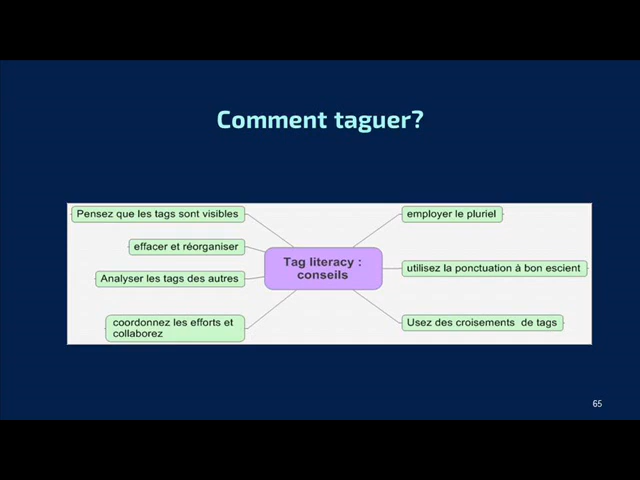 Comment taguer?
Pensez que les tags sont visibles
effacer et réorganiser
Analyser les tags des autres
coordonnez les efforts et
collaborez
Tag literacy :
conseils
employer le pluriel
utilisez la ponctuation à bon escient
Usez des croisements  de tags
65